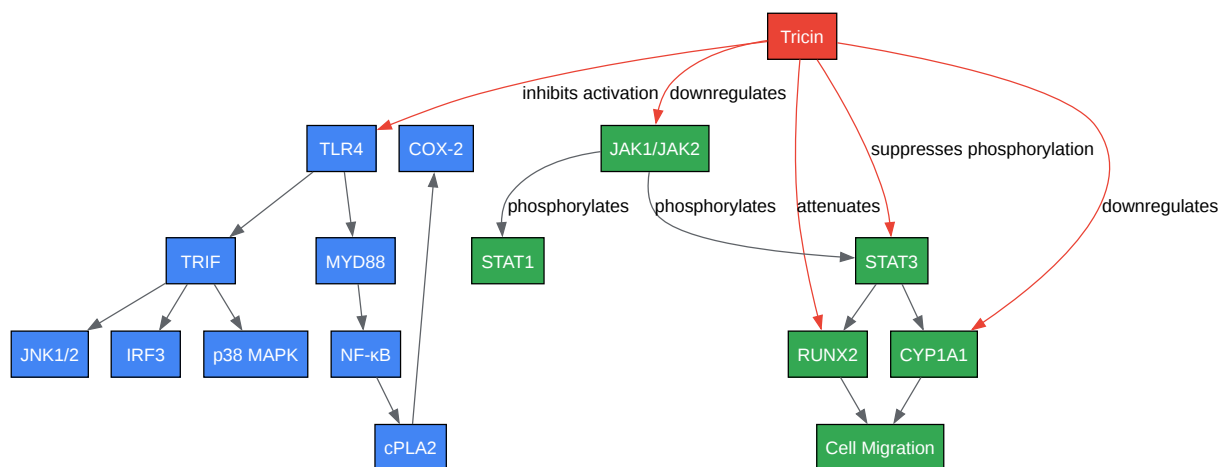 Tricin
inhibits activation
downregulates
TLR4
COX-2
JAK1/JAK2
suppresses phosphorylation
phosphorylates
phosphorylates
attenuates
downregulates
TRIF
MYD88
STAT1
STAT3
JNK1/2
IRF3
p38 MAPK
NF-κB
RUNX2
CYP1A1
cPLA2
Cell Migration